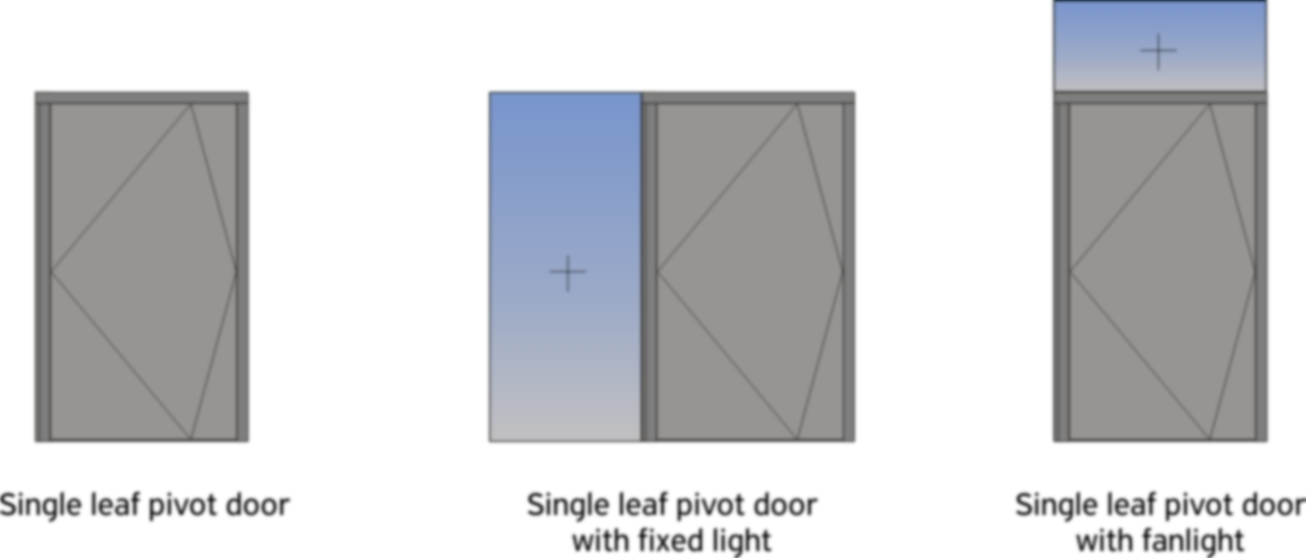 Single leaf pivot door
Single leaf pivot door
with fixed light
Single leaf pivot door
with fanlight